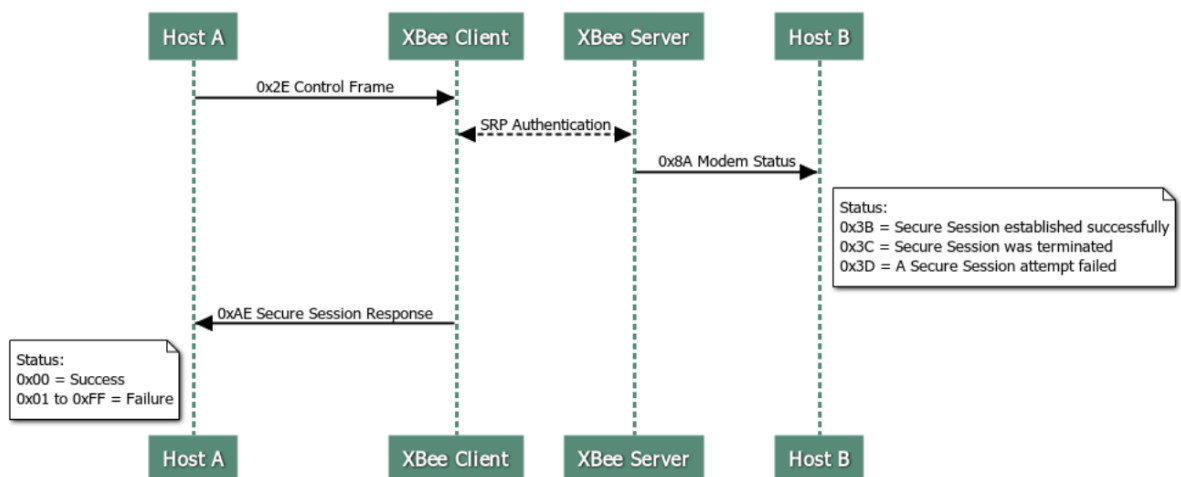 Host A
XBee Client
XBee Server
Host B
0x2E Control Frame
SRP Authentication
0x8A Modem Status
Status:
0x3B = Secure Session established successfully
0x3C = Secure Session was terminated
0x3D = A Secure Session attempt failed
0xAE Secure Session Response
Status:
0x00 = Success
0x01 to 0xFF = Failure
Host A
XBee Client
XBee Server
Host B